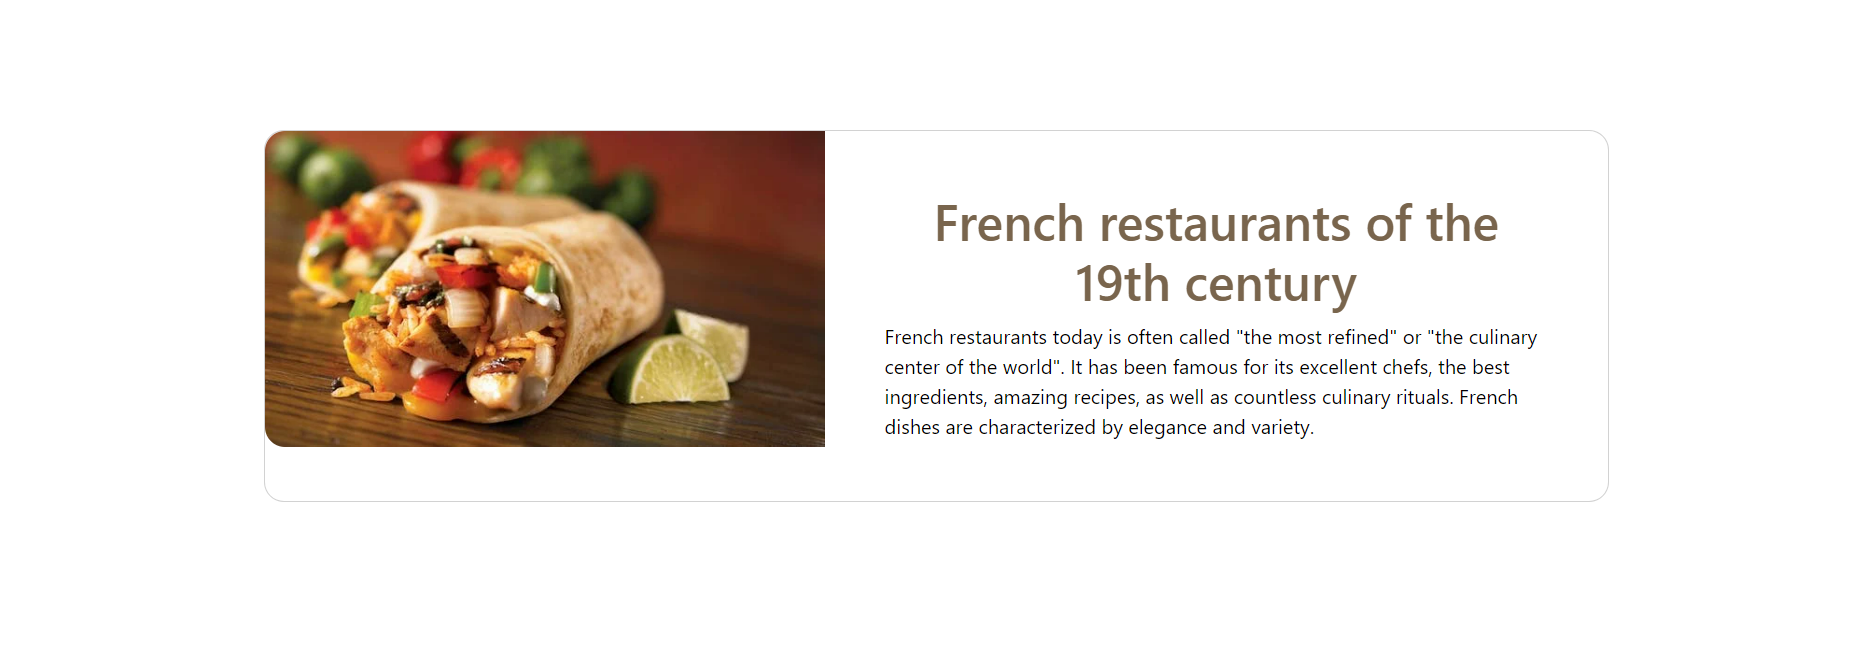 French restaurants of the
19th century
French restaurants today is often called "the most refined" or "the culinary
center of the world". It has been famous for its excellent chefs, the best
ingredients, amazing recipes, as well as countless culinary rituals. French
dishes are characterized by elegance and variety.